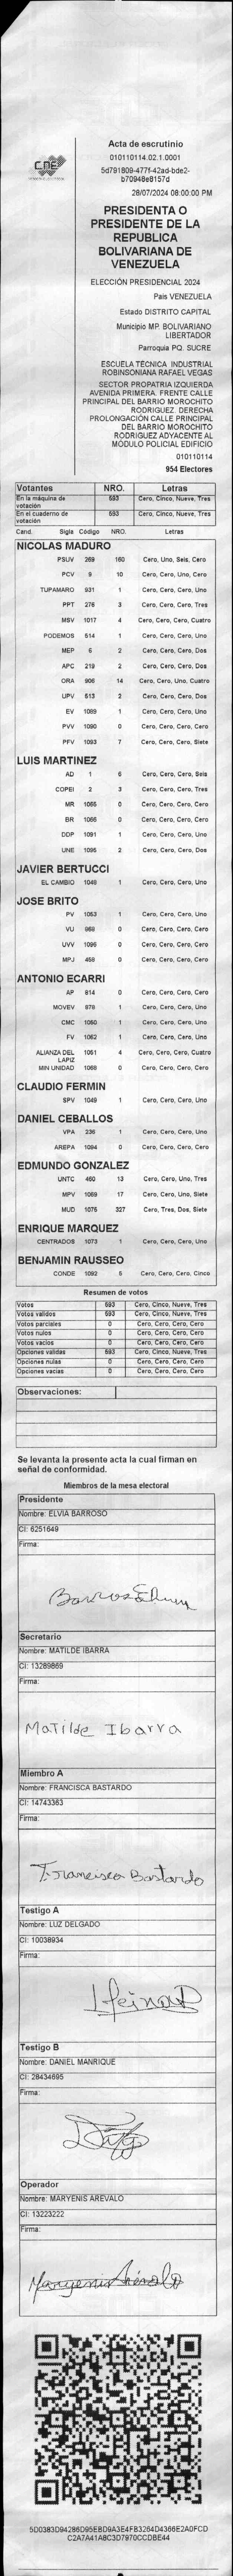 CNE
Acta de escrutinio
010110114.02.1.0001
5d791809-477f-42ad-bde2-
b70948e8157d
28/07/2024 08:00:00 PM
PRESIDENTA O
PRESIDENTE DE LA
REPUBLICA
BOLIVARIANA DE
VENEZUELA
ELECCIÓN PRESIDENCIAL 2024
Pais VENEZUELA
Estado DISTRITO CAPITAL
Municipio MP. BOLIVARIANO
LIBERTADOR
Parroquia PQ. SUCRE
ESCUELA TÉCNICA INDUSTRIAL
ROBINSONIANA RAFAEL VEGAS
SECTOR PROPATRIA IZQUIERDA
AVENIDA PRIMERA. FRENTE CALLE
PRINCIPAL DEL BARRIO MOROCHITO
RODRIGUEZ. DERECHA
PROLONGACIÓN CALLE PRINCIPAL
DEL BARRIO MOROCHITO
RODRIGUEZ ADYACENTE AL
MÓDULO POLICIAL EDIFICIO
010110114
954 Electores
Votantes NRO. Letras
En la máquina de votación 593 Cero, Cinco, Nueve, Tres
En el cuaderno de votación 593 Cero, Cinco, Nueve, Tres
Cand. Sigla Código NRO. Letras
NICOLAS MADURO
PSUV 269 160 Cero, Uno, Seis, Cero
PCV 9 10 Cero, Cero, Uno, Cero
TUPAMARO 931 1 Cero, Cero, Cero, Uno
PPT 276 3 Cero, Cero, Cero, Tres
MSV 1017 4 Cero, Cero, Cero, Cuatro
PODEMOS 514 1 Cero, Cero, Cero, Uno
MEP 6 2 Cero, Cero, Cero, Dos
APC 219 2 Cero, Cero, Cero, Dos
ORA 906 14 Cero, Cero, Uno, Cuatro
UPV 513 2 Cero, Cero, Cero, Dos
EV 1089 1 Cero, Cero, Cero, Uno
PVV 1090 0 Cero, Cero, Cero, Cero
PFV 1093 7 Cero, Cero, Cero, Siete
LUIS MARTINEZ
AD 1 6 Cero, Cero, Cero, Seis
COPEI 2 3 Cero, Cero, Cero, Tres
MR 1065 0 Cero, Cero, Cero, Cero
BR 1066 0 Cero, Cero, Cero, Cero
DDP 1091 1 Cero, Cero, Cero, Uno
UNE 1095 2 Cero, Cero, Cero, Dos
JAVIER BERTUCCI
EL CAMBIO 1048 1 Cero, Cero, Cero, Uno
JOSE BRITO
PV 1053 1 Cero, Cero, Cero, Uno
VU 968 0 Cero, Cero, Cero, Cero
UVV 1096 0 Cero, Cero, Cero, Cero
MPJ 458 0 Cero, Cero, Cero, Cero
ANTONIO ECARRI
AP 914 0 Cero, Cero, Cero, Cero
MOVEV 978 1 Cero, Cero, Cero, Uno
CMC 1050 1 Cero, Cero, Cero, Uno
FV 1062 1 Cero, Cero, Cero, Uno
ALIANZA DEL LAPIZ 1051 4 Cero, Cero, Cero, Cuatro
MIN UNIDAD 1068 0 Cero, Cero, Cero, Cero
CLAUDIO FERMIN
SPV 1049 1 Cero, Cero, Cero, Uno
DANIEL CEBALLOS
VPA 236 1 Cero, Cero, Cero, Uno
AREPA 1094 0 Cero, Cero, Cero, Cero
EDMUNDO GONZALEZ
UNTC 460 13 Cero, Cero, Uno, Tres
MPV 1069 17 Cero, Cero, Uno, Siete
MUD 1075 327 Cero, Tres, Dos, Siete
ENRIQUE MARQUEZ
CENTRADOS 1073 1 Cero, Cero, Cero, Uno
BENJAMIN RAUSSEO
CONDE 1092 5 Cero, Cero, Cero, Cinco
Resumen de votos
Votos 593 Cero, Cinco, Nueve, Tres
Votos validos 593 Cero, Cinco, Nueve, Tres
Votos parciales 0 Cero, Cero, Cero, Cero
Votos nulos 0 Cero, Cero, Cero, Cero
Votos vacios 0 Cero, Cero, Cero, Cero
Opciones validas 593 Cero, Cinco, Nueve, Tres
Opciones nulas 0 Cero, Cero, Cero, Cero
Opciones vacias 0 Cero, Cero, Cero, Cero
Observaciones:
Se levanta la presente acta la cual firman en
señal de conformidad.
Miembros de la mesa electoral
Presidente
Nombre: ELVIA BARROSO
CI: 6251649
Firma:
Secretario
Nombre: MATILDE IBARRA
CI: 13289869
Firma:
Matilde Ibarra
Miembro A
Nombre: FRANCISCA BASTARDO
CI: 14743363
Firma:
Francisca Bastardo
Testigo A
Nombre: LUZ DELGADO
CI: 10038934
Firma:
Testigo B
Nombre: DANIEL MANRIQUE
CI: 28434695
Firma:
Operador
Nombre: MARYENIS AREVALO
CI: 13223222
Firma:
Maryenis Arévalo
5D0383D94286D95EBD9A3E4FB3264D4366E2A0FCD
C2A7A41A8C3D7970CCDBE44